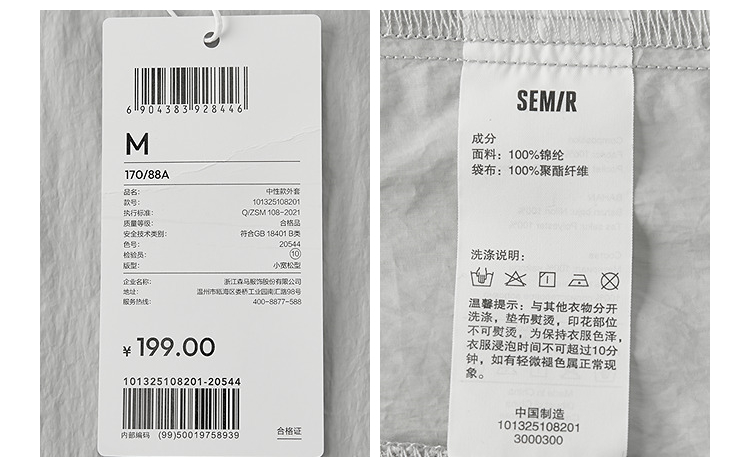 6 904383 928446
M
170/88A
品名: 中性款外套
款号: 101325108201
执行标准: Q/ZSM 108-2021
质量等级: 合格品
安全技术类别: 符合GB 18401 B类
色号: 20544
检验员: 10
版型: 小宽松型
企业名称: 浙江森马服饰股份有限公司
地址: 温州市瓯海区娄桥工业园南汇路98号
服务热线: 400-8877-588
¥ 199.00
101325108201-20544
内部编码 (99)50019758939
合格证
SEMIR
成分
面料: 100%锦纶
袋布: 100%聚酯纤维
洗涤说明:
温馨提示: 与其他衣物分开
洗涤, 垫布熨烫, 印花部位
不可熨烫, 为保持衣服色泽,
衣服浸泡时间不可超过10分
钟, 如有轻微褪色属正常现
象。
中国制造
101325108201
3000300